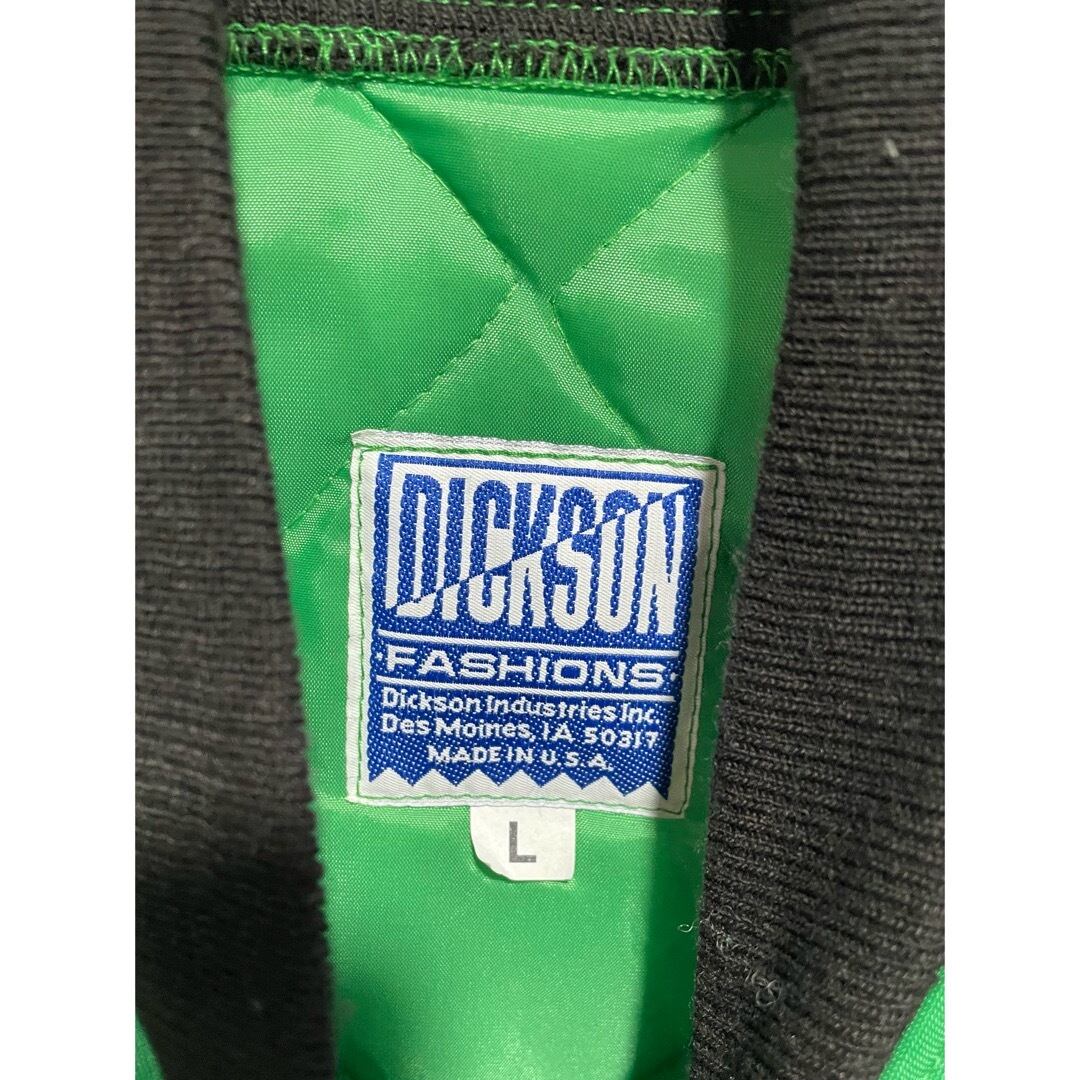 DICKSON
FASHIONS
Dickson Industries Inc.
Des Moines, IA 50317
MADE IN U.S.A.
L